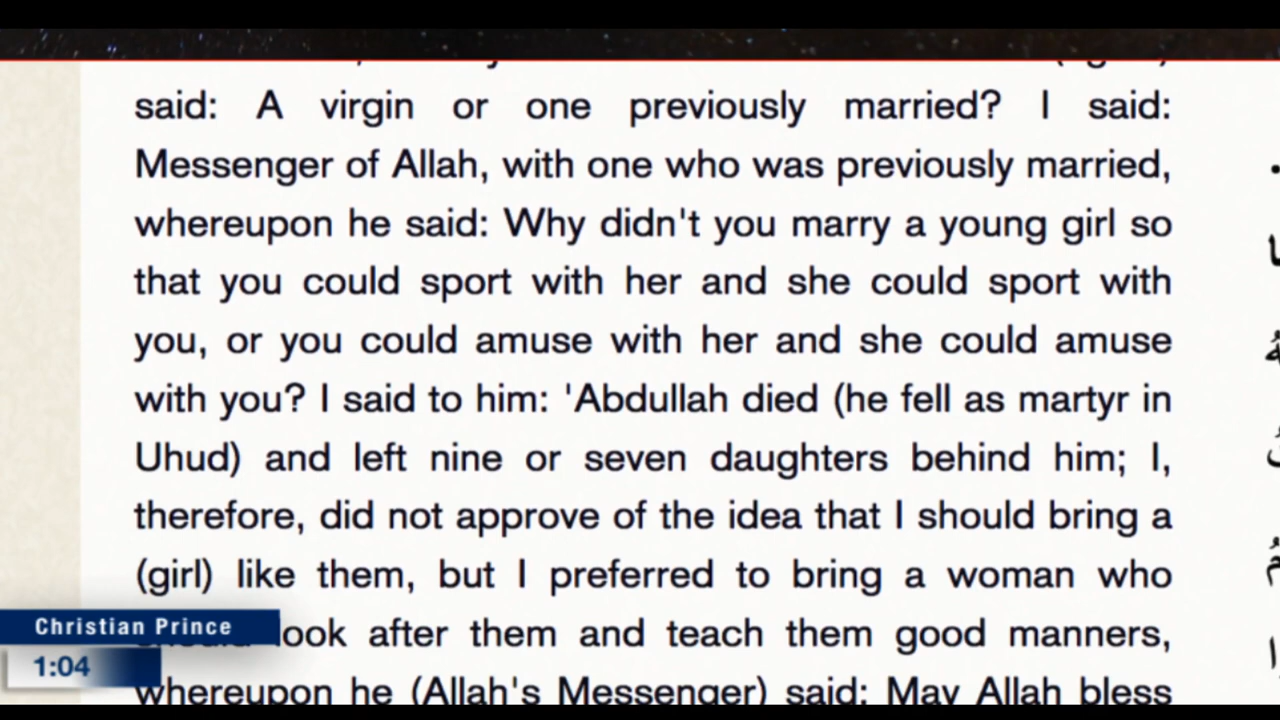 said: A virgin or one previously married? I said:
Messenger of Allah, with one who was previously married,
whereupon he said: Why didn't you marry a young girl so
that you could sport with her and she could sport with
you, or you could amuse with her and she could amuse
with you? I said to him: 'Abdullah died (he fell as martyr in
Uhud) and left nine or seven daughters behind him; I,
therefore, did not approve of the idea that I should bring a
(girl) like them, but I preferred to bring a woman who
look after them and teach them good manners,
whereupon he (Allah's Messenger) said: May Allah bless
Christian Prince
1:04